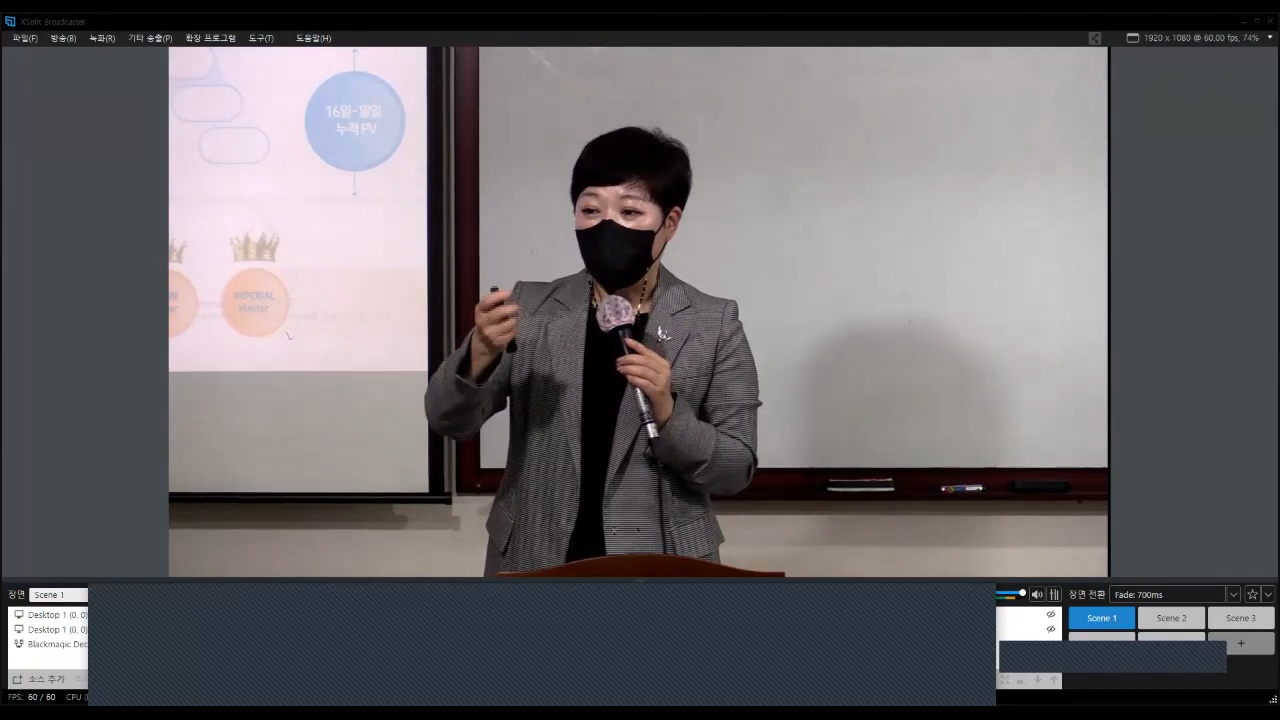 XSplit Broadcaster
파일(F) 방송(B) 녹화(R) 기타 송출(P) 확장 프로그램 도구(T) 도움말(H)
1920 x 1080 @ 60.00 fps, 74%
16일-말일
누적 PV
IMPERIAL
Master
장면 Scene 1
장면 전환 Fade: 700ms
Desktop 1 (0, 0)
Desktop 1 (0, 0)
Blackmagic Dec
Scene 1 Scene 2 Scene 3
소스 추가
FPS: 60 / 60 CPU